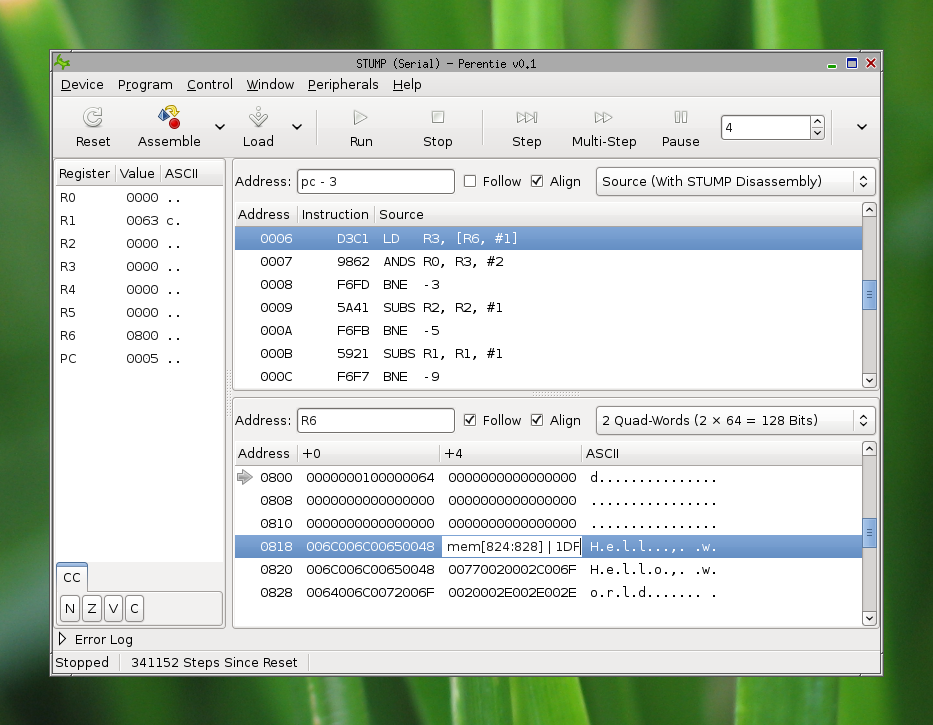 STUMP (Serial) - Perentie v0.1
Device Program Control Window Peripherals Help
Reset Assemble Load Run Stop Step Multi-Step Pause 4
Register Value ASCII
R0 0000 ..
R1 0063 c.
R2 0000 ..
R3 0000 ..
R4 0000 ..
R5 0000 ..
R6 0800 ..
PC 0005 ..
CC
N Z V C
Address: pc - 3 Follow Align Source (With STUMP Disassembly)
Address Instruction Source
0006 D3C1 LD R3, [R6, #1]
0007 9862 ANDS R0, R3, #2
0008 F6FD BNE -3
0009 5A41 SUBS R2, R2, #1
000A F6FB BNE -5
000B 5921 SUBS R1, R1, #1
000C F6F7 BNE -9
Address: R6 Follow Align 2 Quad-Words (2 × 64 = 128 Bits)
Address +0 +4 ASCII
0800 0000000100000064 0000000000000000 d...............
0808 0000000000000000 0000000000000000 ................
0810 0000000000000000 0000000000000000 ................
0818 006C006C00650048 mem[824:828] | 1DF H.e.l.l...,. .w.
0820 006C006C00650048 00770020002C006F H.e.l.l.o.,. .w.
0828 0064006C0072006F 0020002E002E002E o.r.l.d....... .
Error Log
Stopped 341152 Steps Since Reset